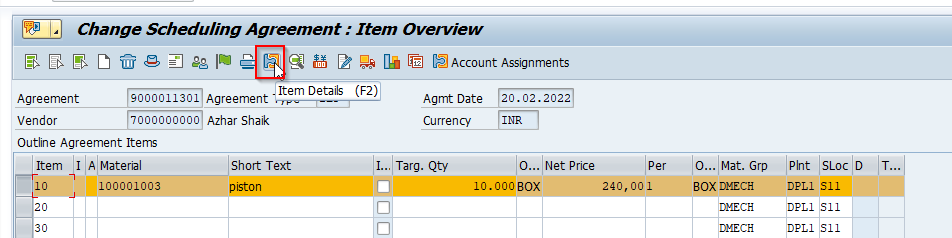 Change Scheduling Agreement : Item Overview
Account Assignments
Item Details (F2)
Agreement 9000011301 Agreement Type Agmt Date 20.02.2022
Vendor 7000000000 Azhar Shaik Currency INR
Outline Agreement Items
Item I A Material Short Text I... Targ. Qty O... Net Price Per O... Mat. Grp Plnt SLoc D T...
10 100001003 piston 10.000 BOX 240,00 1 BOX DMECH DPL1 S11
20 DMECH DPL1 S11
30 DMECH DPL1 S11